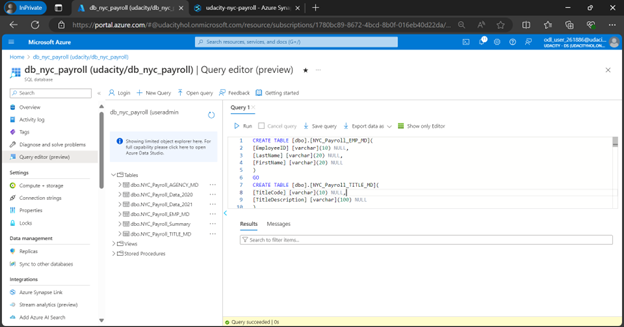 InPrivate
db_nyc_payroll (udacity/db_nyc_p
udacity-nyc-payroll - Azure Synap
https://portal.azure.com/#@udacityhol.onmicrosoft.com/resource/subscriptions/1780bc89-8672-4bcd-8b0f-016eb40d22da/...
Microsoft Azure
Search resources, services, and docs (G+/)
odl_user_261886@udaci...
UDACITY - DS (UDACITYHOL.ON...
Home > db_nyc_payroll (udacity/db_nyc_payroll)
db_nyc_payroll (udacity/db_nyc_payroll) | Query editor (preview)
SQL database
Search
Login
New Query
Open query
Feedback
Getting started
Overview
Activity log
Tags
Diagnose and solve problems
Query editor (preview)
Settings
Compute + storage
Connection strings
Properties
Locks
Data management
Replicas
Sync to other databases
Integrations
Azure Synapse Link
Stream analytics (preview)
Add Azure AI Search
db_nyc_payroll (useradmin
Showing limited object explorer here. For full capability please click here to open Azure Data Studio.
Tables
dbo.NYC_Payroll_AGENCY_MD
dbo.NYC_Payroll_Data_2020
dbo.NYC_Payroll_Data_2021
dbo.NYC_Payroll_EMP_MD
dbo.NYC_Payroll_Summary
dbo.NYC_Payroll_TITLE_MD
Views
Stored Procedures
Query 1
Run
Cancel query
Save query
Export data as
Show only Editor
1 CREATE TABLE [dbo].[NYC_Payroll_EMP_MD](
2 [EmployeeID] [varchar](10) NULL,
3 [LastName] [varchar](20) NULL,
4 [FirstName] [varchar](20) NULL
5 )
6 GO
7 CREATE TABLE [dbo].[NYC_Payroll_TITLE_MD](
8 [TitleCode] [varchar](10) NULL,
9 [TitleDescription] [varchar](100) NULL
10 )
Results
Messages
Search to filter items...
Query succeeded | 0s